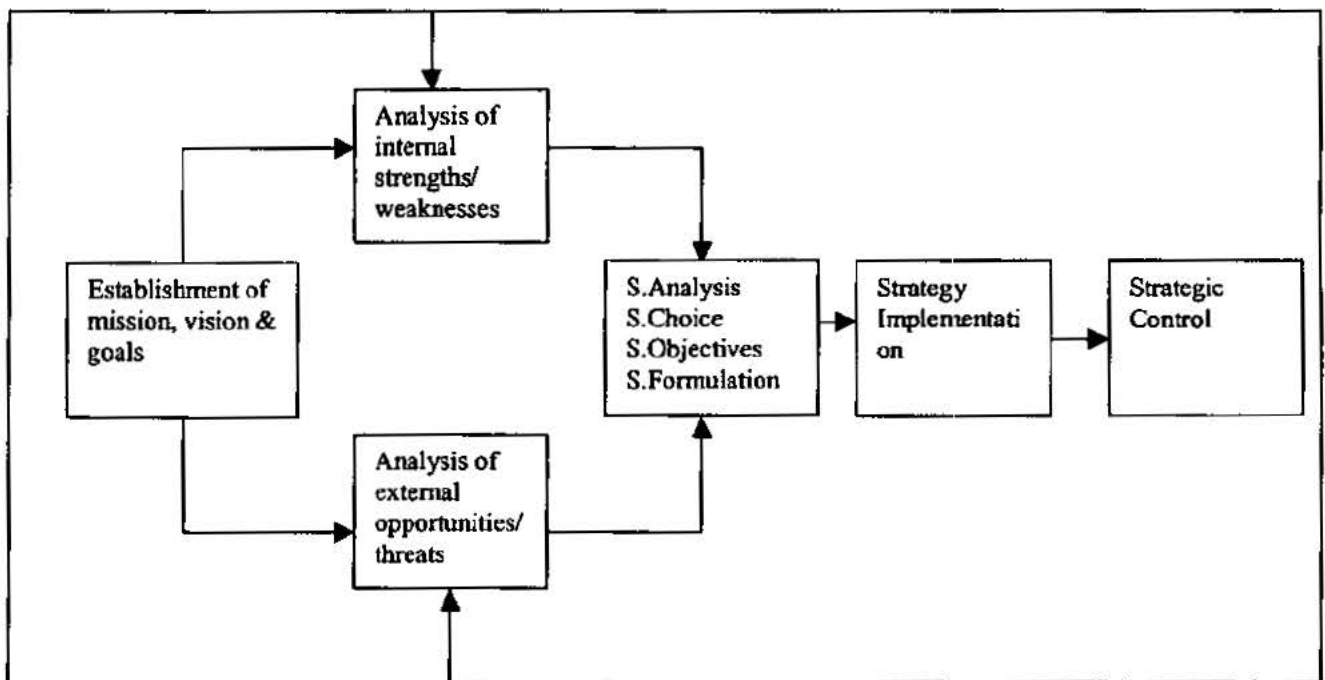 Analysis of
internal
strengths/
weaknesses
Establishment of
mission, vision &
goals
S.Analysis
S.Choice
S.Objectives
S.Formulation
Strategy
Implementati
on
Strategic
Control
Analysis of
external
opportunities/
threats